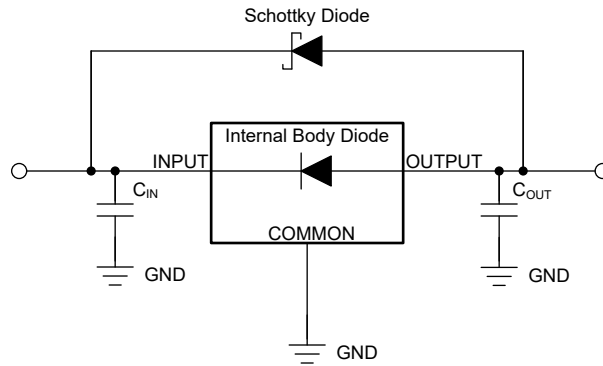 Schottky Diode
Internal Body Diode
INPUT
OUTPUT
CIN
COUT
COMMON
GND
GND
GND